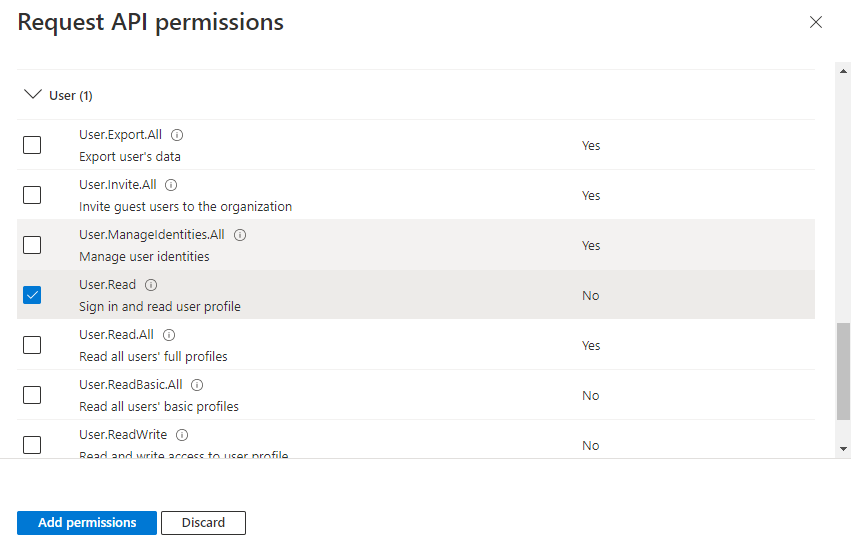 Request API permissions
User (1)
User.Export.All
Export user's data
Yes
User.Invite.All
Invite guest users to the organization
Yes
User.ManageIdentities.All
Manage user identities
Yes
User.Read
Sign in and read user profile
No
User.Read.All
Read all users' full profiles
Yes
User.ReadBasic.All
Read all users' basic profiles
No
User.ReadWrite
Read and write access to user profile
No
Add permissions
Discard